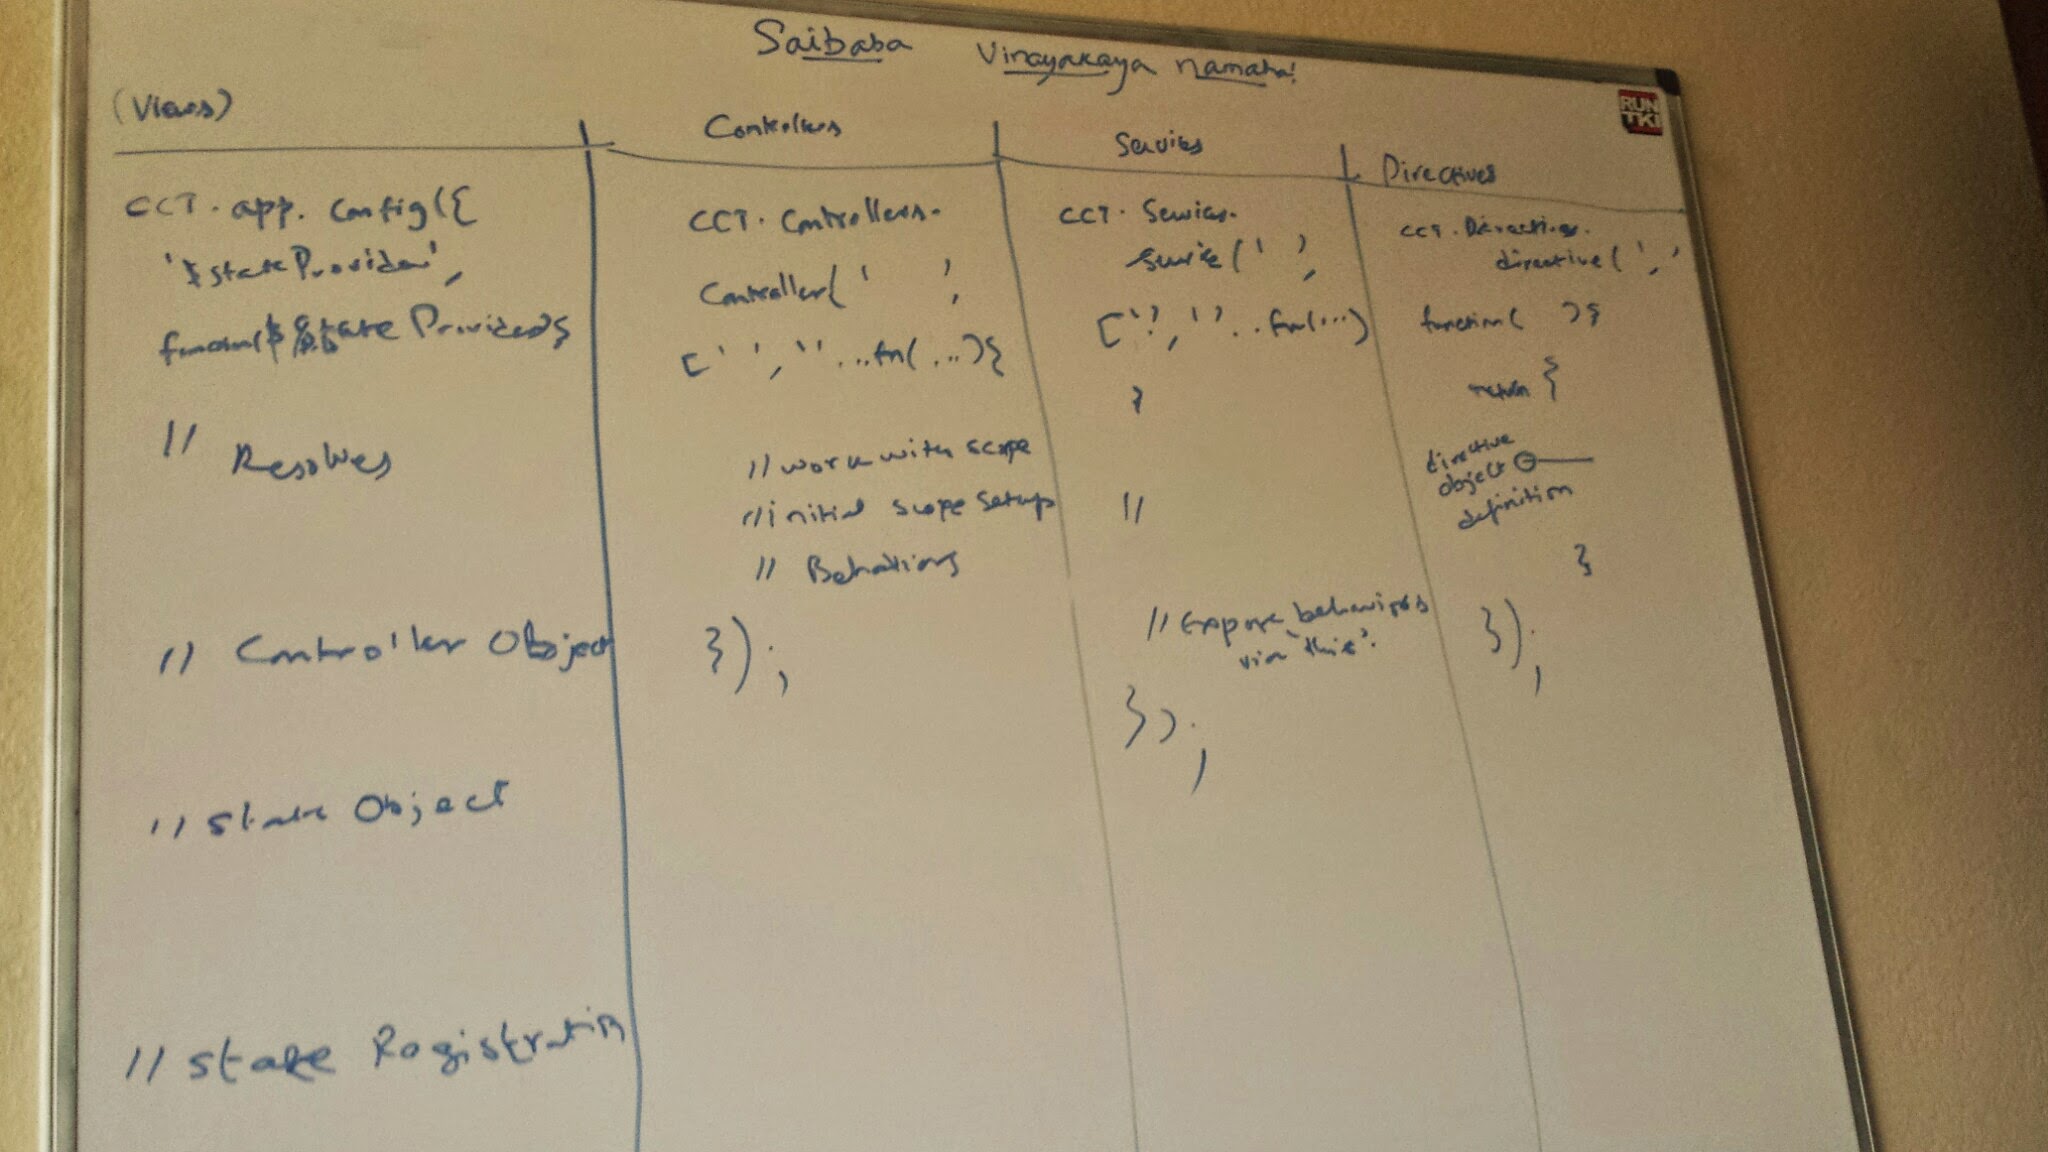 Saibaba Vinayakaya namaha!
RUN
TKI
(Views)
CCT.app.config({
'$stateProvider',
function($stateProvider){
// Resolves
// Controller Object
// State Object
// State Registration
Controllers
CCT.Controllers.
Controller(' ',
[' ', ' ' ...fn(...){
// work with scope
// initial scope setup
// Behaviors
});
Services
CCT.Services.
Service(' ',
[' ', ' ' ...fn(...)
}
//
// Expose behaviors
via 'this'.
});
Directives
CCT.Directives.
directive(' , '
function( ){
return {
directive
object
definition
}
});